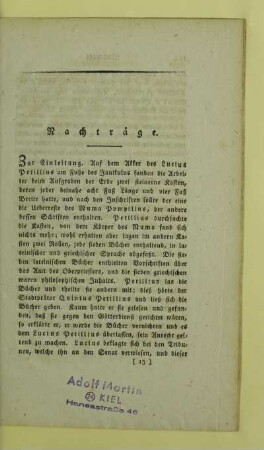 Nachträge.
Zur Einleitung. Auf dem Akker des Lucius
Petillius am Fuße des Janikulus fanden die Arbei-
ter beim Aufgraben der Erde zwei steinerne Kasten,
deren jeder beinahe acht Fuß Länge und vier Fuß
Breite hatte, und nach den Inschriften sollte der eine
die Ueberreste des Numa Pompilius, der andere
dessen Schriften enthalten. Petillius durchsuchte
die Kasten, von dem Körper des Numa fand sich
nichts mehr, wohl erhalten aber lagen im andern Ka-
sten zwei Rollen, jede sieben Bücher enthaltend, in la-
teinischer und griechischer Sprache abgefaßt. Die sie-
ben lateinischen Bücher enthielten Vorschriften über
das Amt des Oberpriesters, und die sieben griechischen
waren philosophischen Inhalts. Petillius las
die Bücher und theilte sie andern mit; dieß hörte der
Stadtprätor Quintus Petillius und ließ sich die
Bücher geben. Kaum hatte er sie gelesen und gefun-
den, daß sie gegen den Götterdienst gerichtet wären,
so erklärte er, er werde die Bücher vernichten und es
dem Lucius Petillius überlassen, sein Anrecht gel-
tend zu machen. Lucius beklagte sich bei den Tribu-
nen, welche ihn an den Senat verwiesen, und dieser
[ 15 ]
Adolf Martin
KIEL
Hansastraße 46